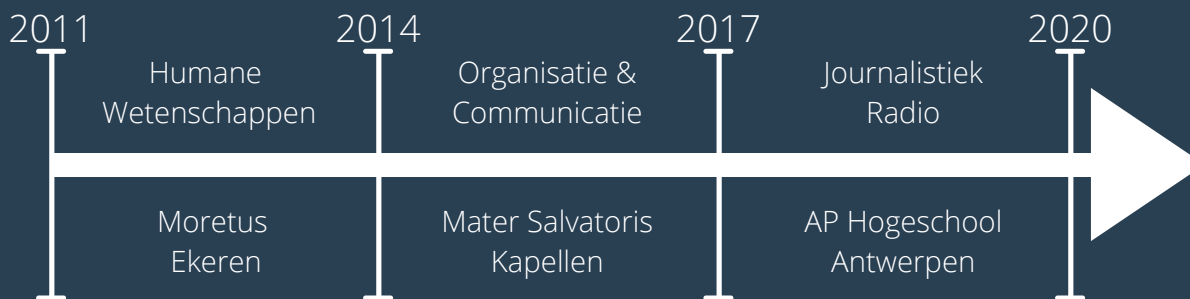 2011
2014
2017
2020
Humane
Wetenschappen
Organisatie &
Communicatie
Journalistiek
Radio
Moretus
Ekeren
Mater Salvatoris
Kapellen
AP Hogeschool
Antwerpen